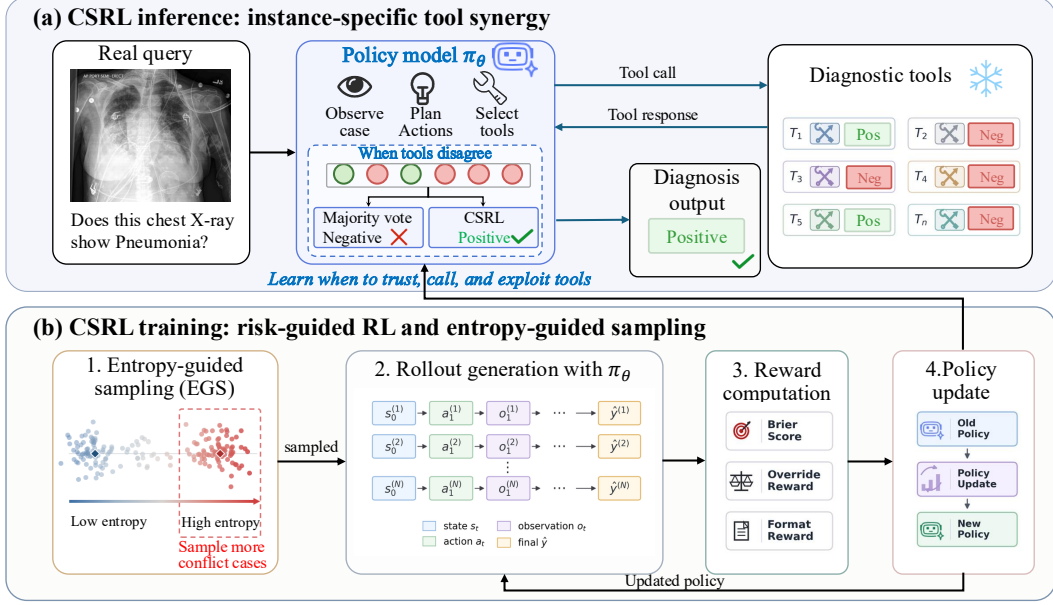 (a) CSRL inference: instance-specific tool synergy
Real query
Does this chest X-ray
show Pneumonia?
Policy model πθ
Observe
case
Plan
Actions
Select
tools
When tools disagree
Majority vote
Negative
CSRL
Positive
Learn when to trust, call, and exploit tools
Tool call
Tool response
Diagnosis
output
Positive
Diagnostic tools
T1 Pos
T2 Neg
T3 Neg
T4 Neg
T5 Pos
Tn Neg
(b) CSRL training: risk-guided RL and entropy-guided sampling
1. Entropy-guided
sampling (EGS)
Low entropy
High entropy
Sample more
conflict cases
sampled
2. Rollout generation with πθ
s0(1) a1(1) o1(1) ⋯ ŷ(1)
s0(2) a1(2) o1(2) ⋯ ŷ(2)
⋮
s0(N) a1(N) o1(N) ⋯ ŷ(N)
state st
observation ot
action at
final ŷ
3. Reward
computation
Brier
Score
Override
Reward
Format
Reward
4.Policy
update
Old
Policy
Policy
Update
New
Policy
Updated policy